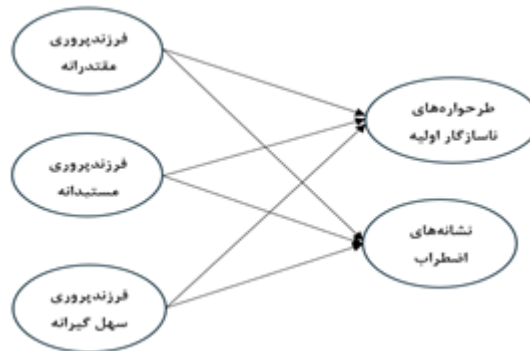 فرزندپروری
مقتدرانه
طرحواره‌های
ناسازگار اولیه
فرزندپروری
مستبدانه
نشانه‌های
اضطراب
فرزندپروری
سهل گیرانه